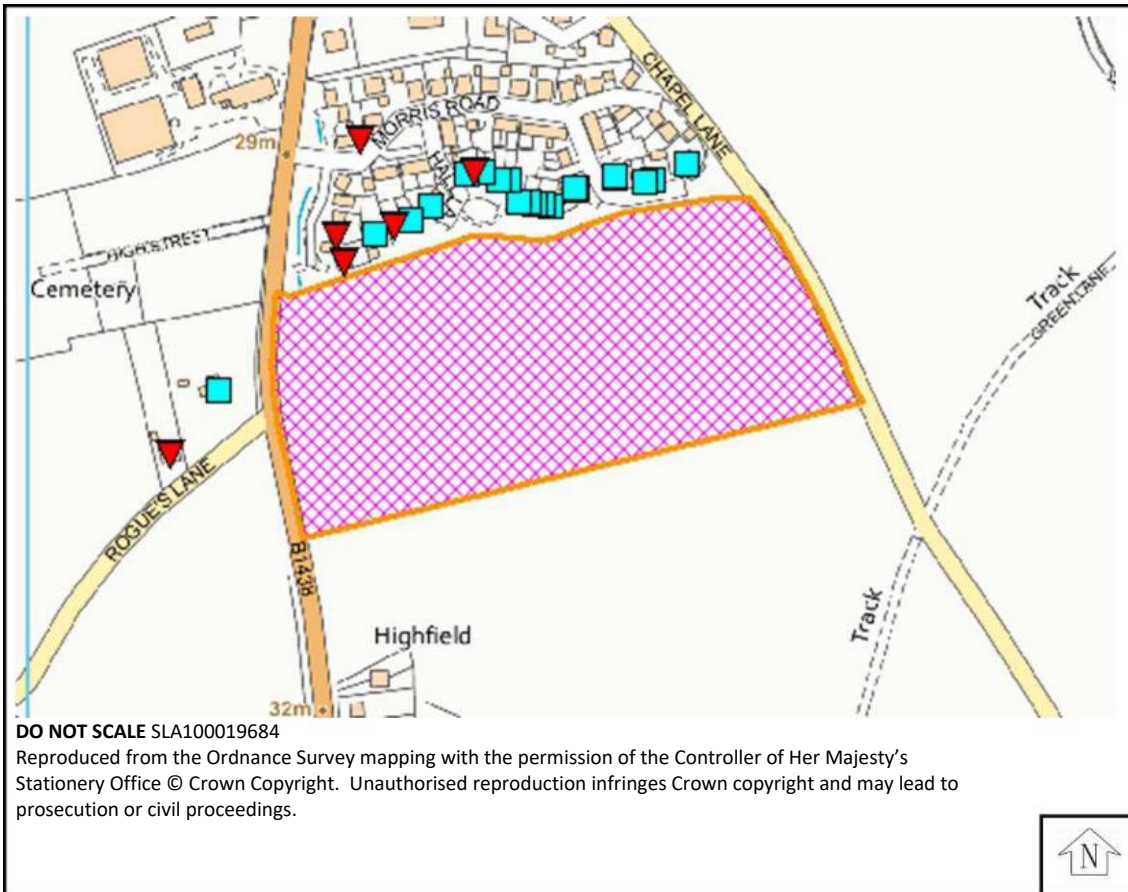 CHAPEL LANE
MORRIS ROAD
29m
HIGH STREET
Cemetery
Track
GREEN LANE
ROGUE'S LANE
B1438
Track
Highfield
32m
DO NOT SCALE SLA100019684
Reproduced from the Ordnance Survey mapping with the permission of the Controller of Her Majesty's
Stationery Office © Crown Copyright. Unauthorised reproduction infringes Crown copyright and may lead to
prosecution or civil proceedings.
N